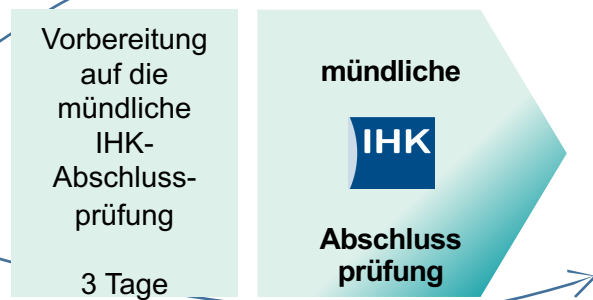 Vorbereitung
auf die
mündliche
IHK-
Abschluss-
prüfung
3 Tage
mündliche
IHK
Abschluss
prüfung